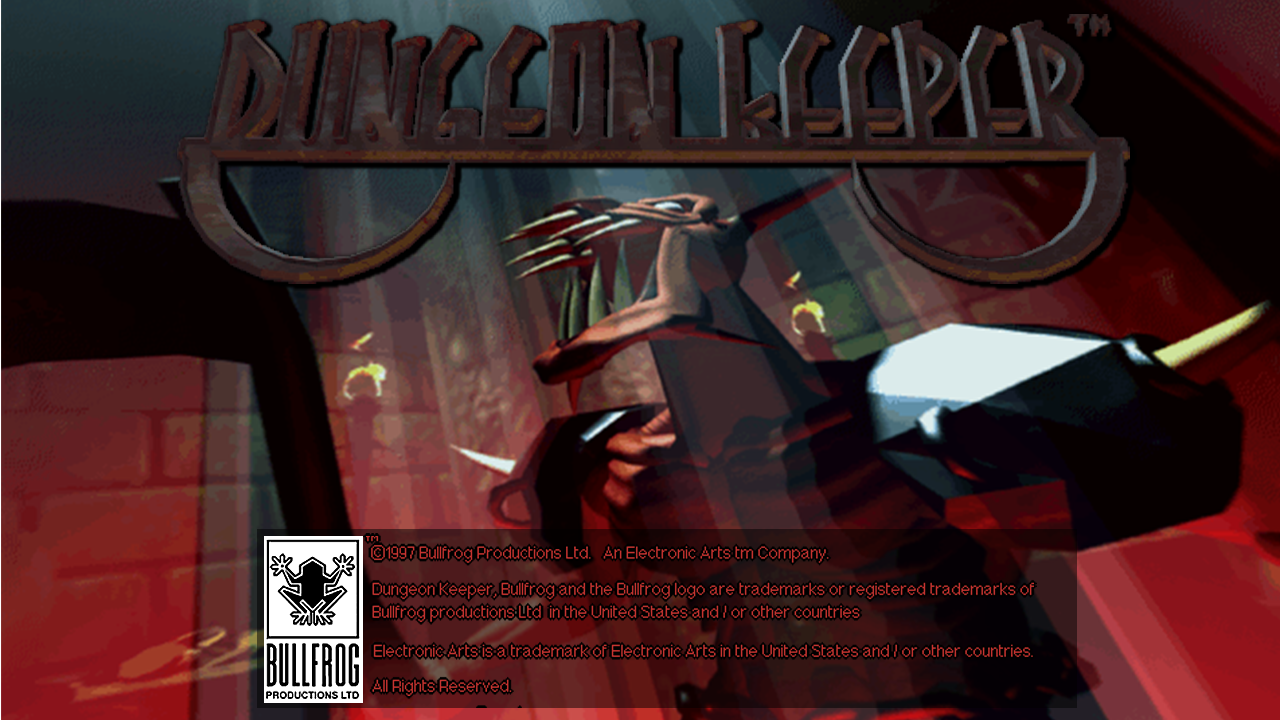 DUNGEON KEEPER™
™
©1997 Bullfrog Productions Ltd. An Electronic Arts tm Company.
Dungeon Keeper, Bullfrog and the Bullfrog logo are trademarks or registered trademarks of
Bullfrog productions Ltd in the United States and / or other countries
Electronic Arts is a trademark of Electronic Arts in the United States and / or other countries.
All Rights Reserved.
BULLFROG
PRODUCTIONS LTD